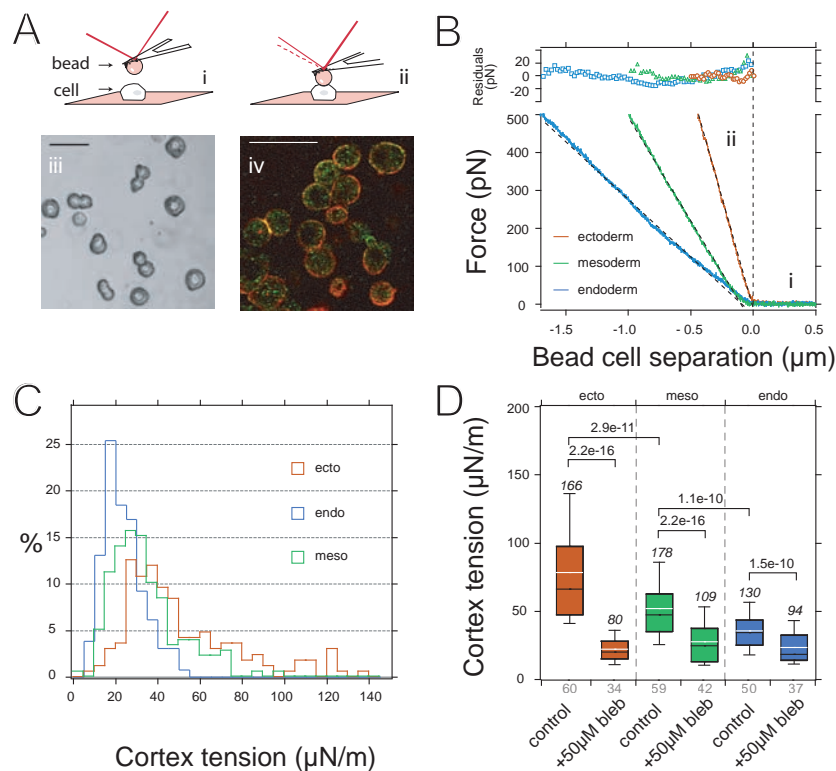 A
bead
cell
i
ii
iii
iv
B
Residuals
(pN)
20
0
-20
500
400
300
200
100
0
Force (pN)
ii
i
ectoderm
mesoderm
endoderm
-1.5
-1.0
- 0.5
0.0
0.5
Bead cell separation (µm)
C
25
20
15
10
5
0
%
ecto
endo
meso
0
20
40
60
80
100
120
140
Cortex tension (µN/m)
D
ecto
meso
endo
200
150
100
50
0
Cortex tension (µN/m)
2.9e-11
2.2e-16
1.1e-10
2.2e-16
1.5e-10
166
80
178
109
130
94
60
34
59
42
50
37
control
+50µM bleb
control
+50µM bleb
control
+50µM bleb